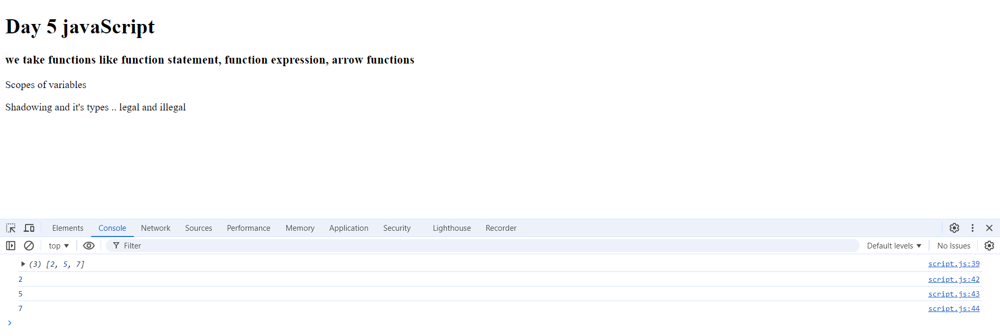 Day 5 javaScript
we take functions like function statement, function expression, arrow functions
Scopes of variables
Shadowing and it's types .. legal and illegal
Elements Console Network Sources Performance Memory Application Security Lighthouse Recorder
top Filter Default levels No Issues
(3) [2, 5, 7] script.js:39
2 script.js:42
5 script.js:43
7 script.js:44